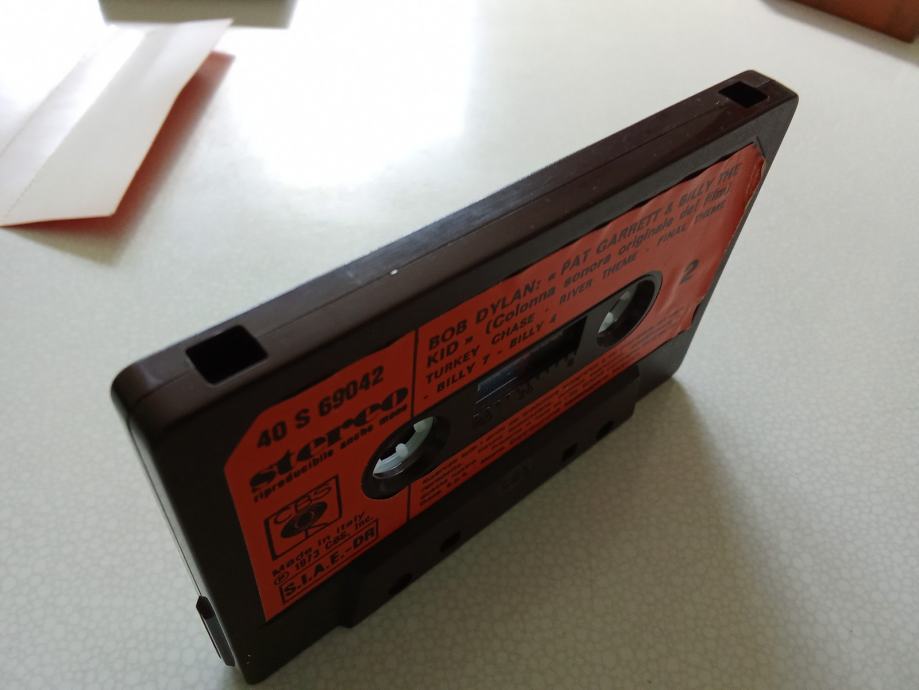 40 S 69042
stereo
riproducibile anche mono
CBS
Made in Italy
℗ 1973 CBS, Inc.
S.I.A.E.-DR
BOB DYLAN: « PAT GARRETT & BILLY THE
KID » (Colonna sonora originale del film)
TURKEY CHASE - RIVER THEME - FINAL THEME
- BILLY 7 - BILLY 4
2